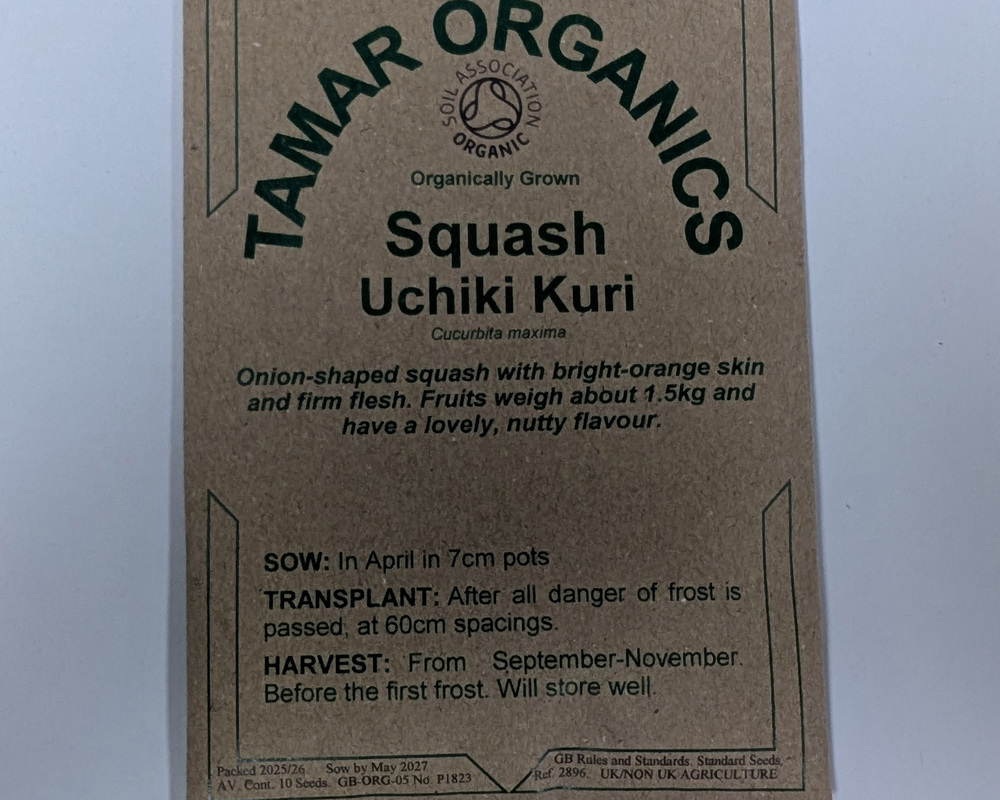 TAMAR ORGANICS
SOIL ASSOCIATION
ORGANIC
Organically Grown
Squash
Uchiki Kuri
Cucurbita maxima
Onion-shaped squash with bright-orange skin
and firm flesh. Fruits weigh about 1.5kg and
have a lovely, nutty flavour.
SOW: In April in 7cm pots
TRANSPLANT: After all danger of frost is
passed, at 60cm spacings.
HARVEST: From September-November.
Before the first frost. Will store well.
Packed 2025/26. Sow by May 2027
AV. Cont. 10 Seeds. GB-ORG-05 No. P1823
GB Rules and Standards. Standard Seeds,
Ref. 2896. UK/NON UK AGRICULTURE